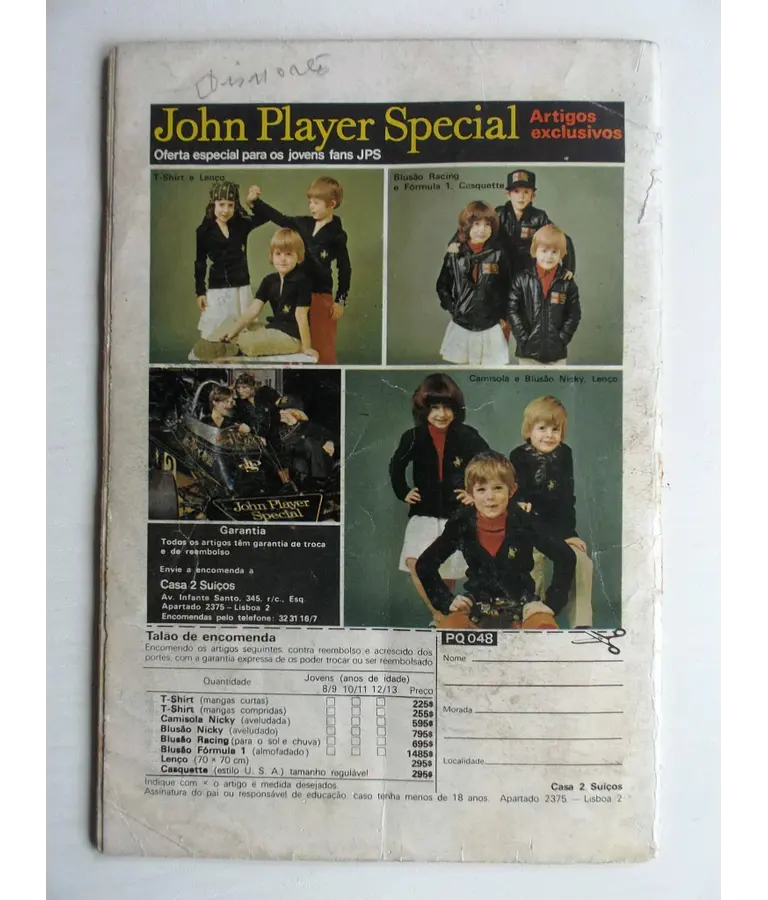 John Player Special
Artigos
exclusivos
Oferta especial para os jovens fans JPS
T-Shirt e Lenço
Blusão Racing
e Fórmula 1, Casquette
Camisola e Blusão Nicky, Lenço
John Player
Special
Garantia
Todos os artigos têm garantia de troca
e de reembolso
Envie a encomenda a
Casa 2 Suiços
Av. Infante Santo, 345, r/c., Esq.
Apartado 2375 – Lisboa 2
Encomendas pelo telefone: 32 31 16/7
Talão de encomenda
Encomendo os artigos seguintes, contra reembolso e acrescido dos
portes, com a garantia expressa de os poder trocar ou ser reembolsado
Quantidade
Jovens (anos de idade)
8/9 10/11 12/13 Preço
T-Shirt (mangas curtas) 225$
T-Shirt (mangas compridas) 255$
Camisola Nicky (aveludada) 595$
Blusão Nicky (aveludado) 795$
Blusão Racing (para o sol e chuva) 695$
Blusão Fórmula 1 (almofadado) 1485$
Lenço (70 × 70 cm) 295$
Casquette (estilo U. S. A.) tamanho regulável 295$
Indique com × o artigo e medida desejados.
Assinatura do pai ou responsável de educação, caso tenha menos de 18 anos.
PQ 048
Nome
Morada
Localidade
Casa 2 Suiços
Apartado 2375 – Lisboa 2